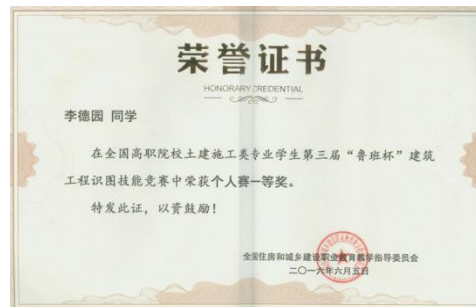 荣誉证书
HONORARY CREDENTIAL
李德园 同学
在全国高职院校土建施工类专业学生第三届“鲁班杯”建筑
工程识图技能竞赛中荣获个人赛一等奖。
特发此证，以资鼓励！
全国住房和城乡建设职业教育教学指导委员会
二〇一六年六月五日